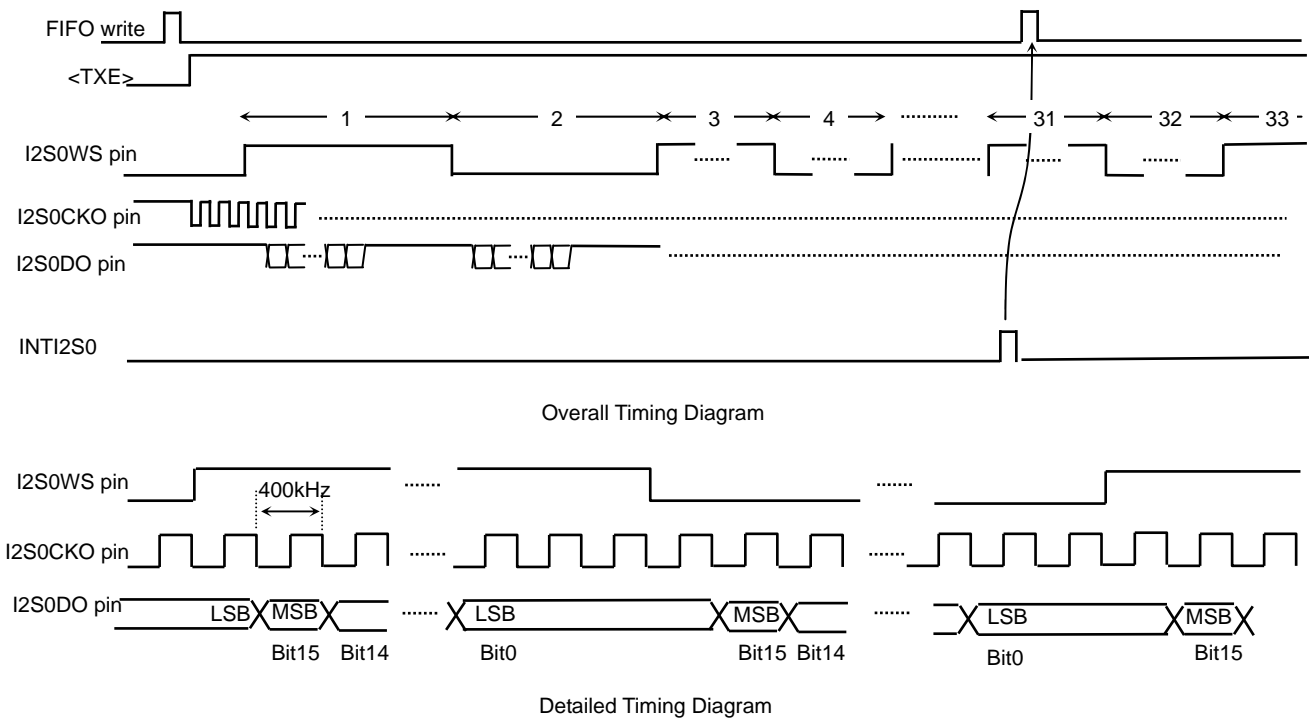 FIFO write
<TXE>
1 2 3 4 31 32 33
I2S0WS pin
I2S0CKO pin
I2S0DO pin
INTI2S0
Overall Timing Diagram
I2S0WS pin
400kHz
I2S0CKO pin
I2S0DO pin
LSB MSB LSB MSB LSB MSB
Bit15 Bit14 Bit0 Bit15 Bit14 Bit0 Bit15
Detailed Timing Diagram